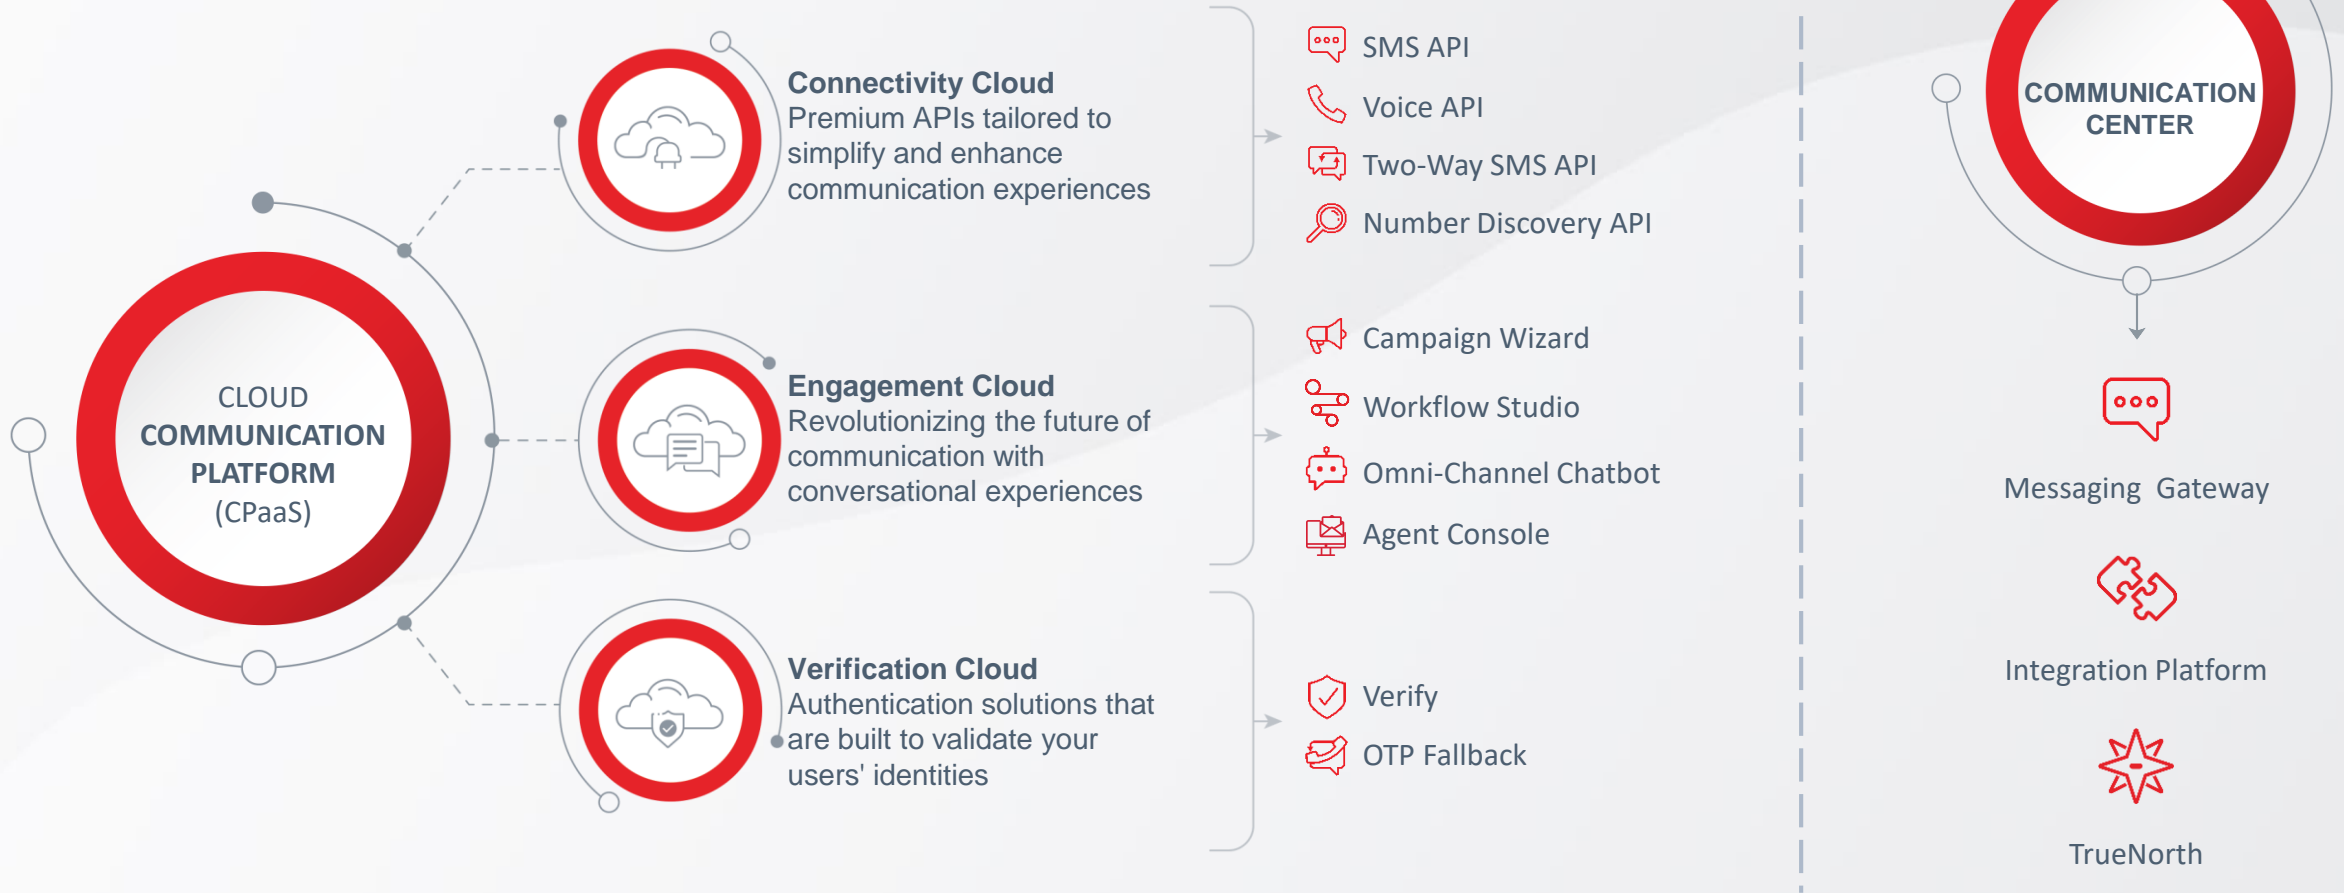 CLOUD
COMMUNICATION
PLATFORM
(CPaaS)
Connectivity Cloud
Premium APIs tailored to
simplify and enhance
communication experiences
SMS API
Voice API
Two-Way SMS API
Number Discovery API
Engagement Cloud
Revolutionizing the future of
communication with
conversational experiences
Campaign Wizard
Workflow Studio
Omni-Channel Chatbot
Agent Console
Verification Cloud
Authentication solutions that
are built to validate your
users' identities
Verify
OTP Fallback
COMMUNICATION
CENTER
Messaging Gateway
Integration Platform
TrueNorth